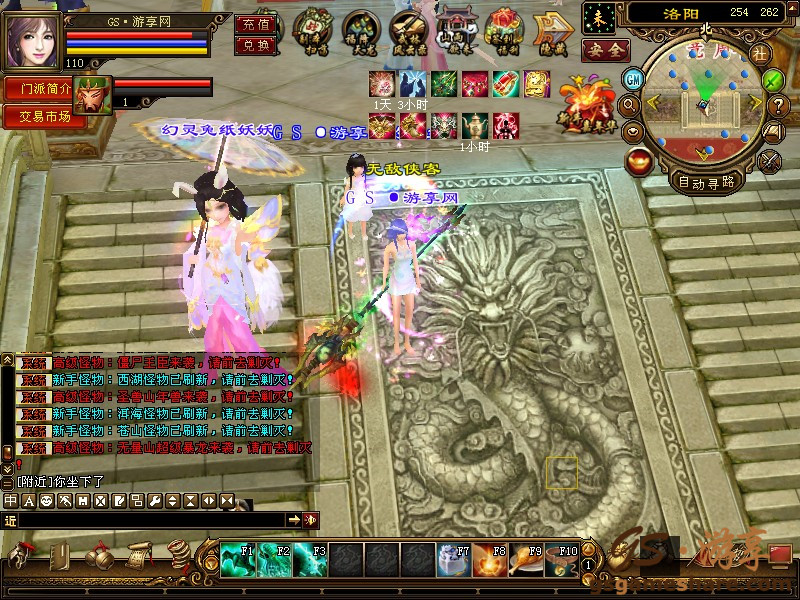 GS·游享网
110
充值
兑换
洛阳
254 262
北
未
安全
社
GM
自动寻路
门派简介
1
交易市场
1天 3小时
1小时
幻灵兔纸妖妖GS●游享
无敌侠客
GS●游享网
系统 高级怪物：僵尸王臣来袭，请前去剿灭！
系统 新手怪物：西湖怪物已刷新，请前去剿灭！
系统 高级怪物：圣兽山年兽来袭，请前去剿灭！
系统 新手怪物：洱海怪物已刷新，请前去剿灭！
系统 新手怪物：苍山怪物已刷新，请前去剿灭！
系统 高级怪物：无量山超级暴龙来袭，请前去剿灭
！
[附近]你坐下了
中 A
近
F1 F2 F3 F7 F8 F9 F10
1
GS·游享